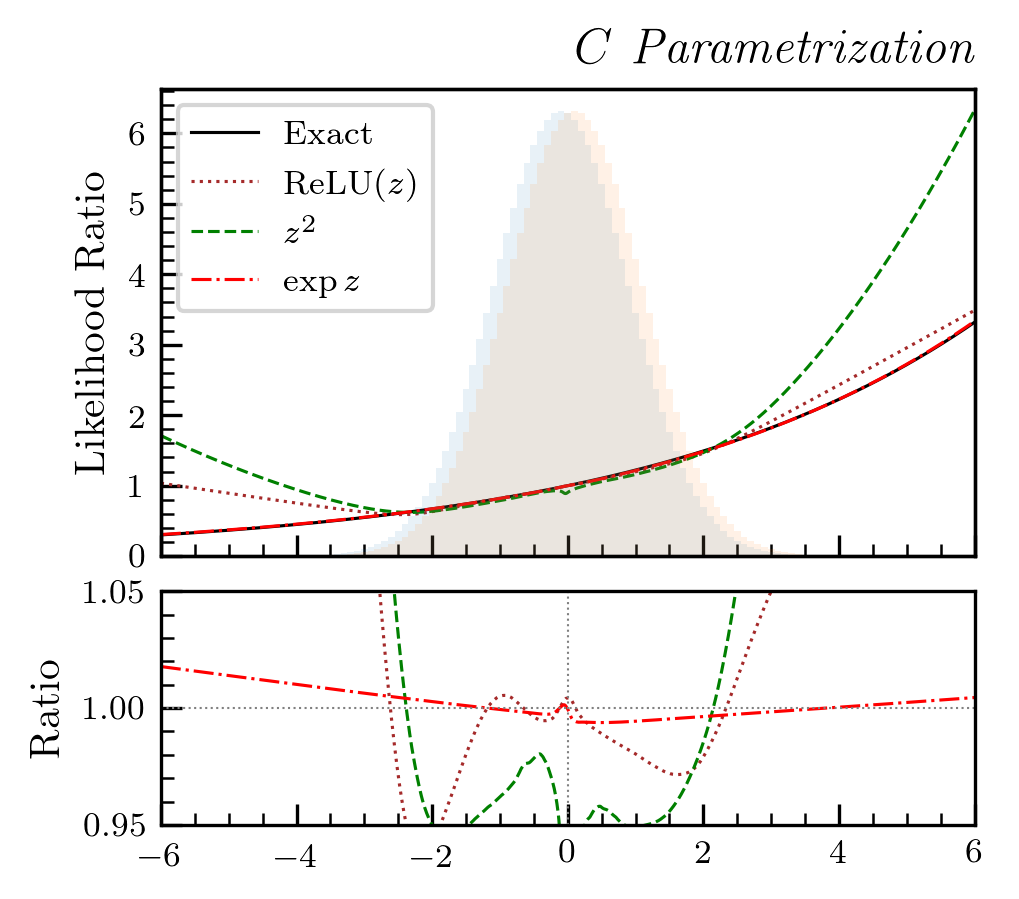 C Parametrization
Likelihood Ratio
6
5
4
3
2
1
0
Exact
ReLU(z)
z²
exp z
Ratio
1.05
1.00
0.95
−6
−4
−2
0
2
4
6